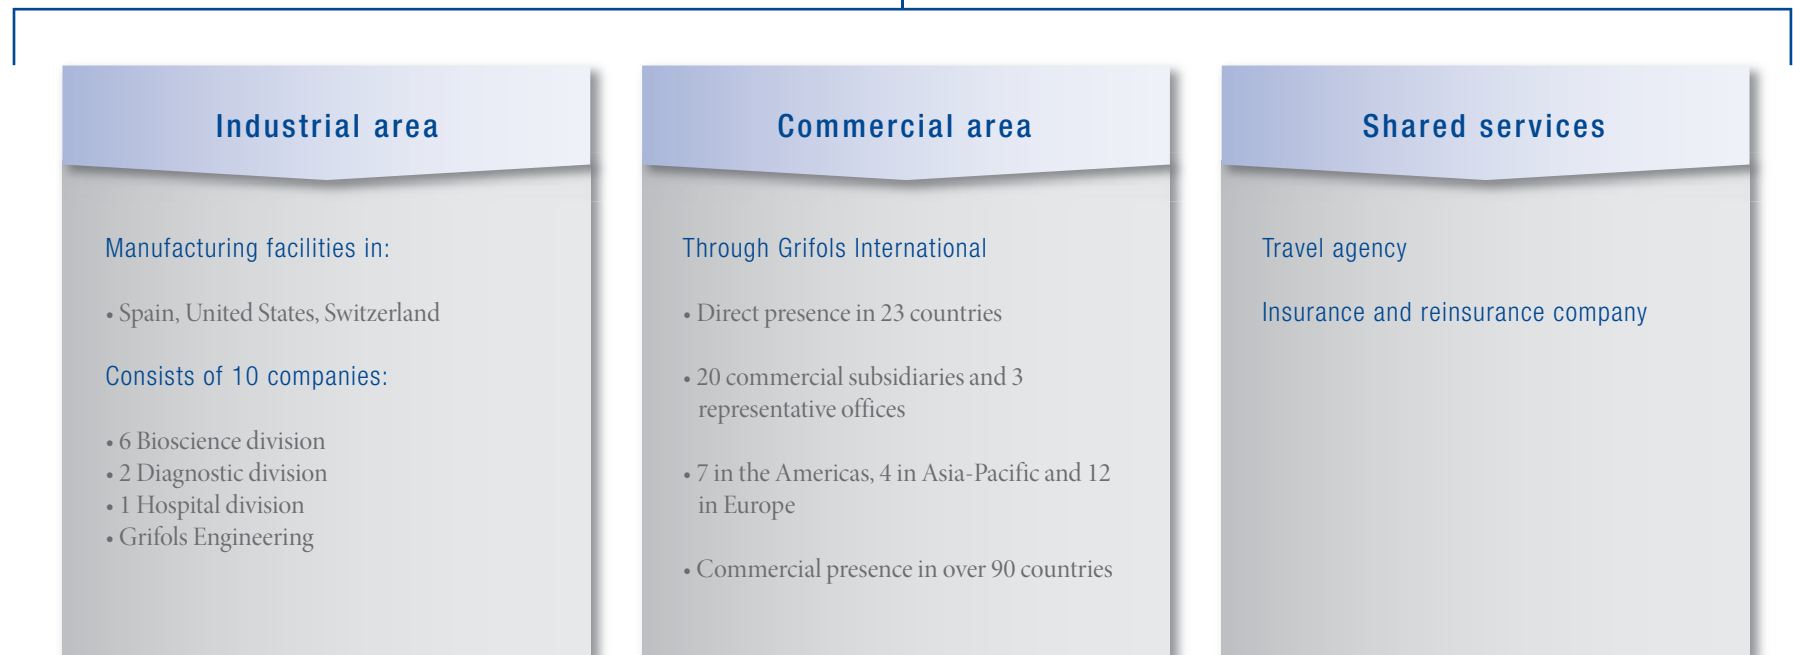 Industrial area
Manufacturing facilities in:
• Spain, United States, Switzerland
Consists of 10 companies:
• 6 Bioscience division
• 2 Diagnostic division
• 1 Hospital division
• Grifols Engineering
Commercial area
Through Grifols International
• Direct presence in 23 countries
• 20 commercial subsidiaries and 3
representative offices
• 7 in the Americas, 4 in Asia-Pacific and 12
in Europe
• Commercial presence in over 90 countries
Shared services
Travel agency
Insurance and reinsurance company